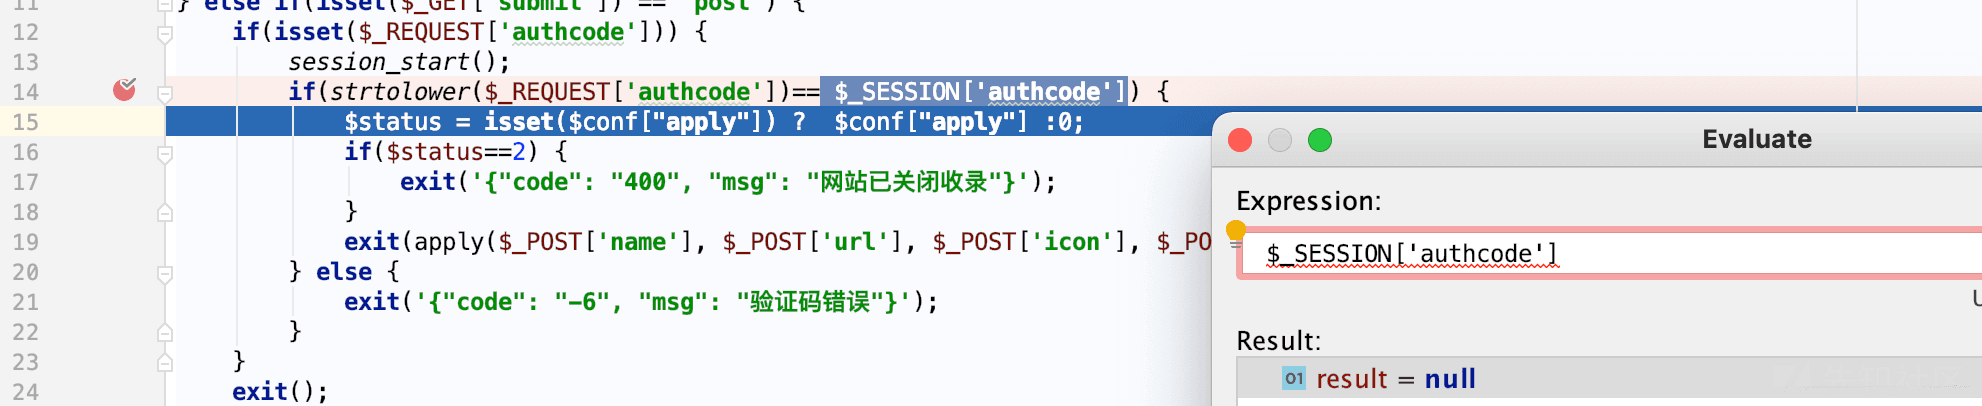 11 } else if(isset($_GET['submit']) == 'post') {
12 if(isset($_REQUEST['authcode'])) {
13 session_start();
14 if(strtolower($_REQUEST['authcode'])== $_SESSION['authcode']) {
15 $status = isset($conf["apply"]) ? $conf["apply"] :0;
16 if($status==2) {
17 exit('{"code": "400", "msg": "网站已关闭收录"}');
18 }
19 exit(apply($_POST['name'], $_POST['url'], $_POST['icon'], $_PO
20 } else {
21 exit('{"code": "-6", "msg": "验证码错误"}');
22 }
23 }
24 exit();
Evaluate
Expression:
$_SESSION['authcode']
Result:
01 result = null